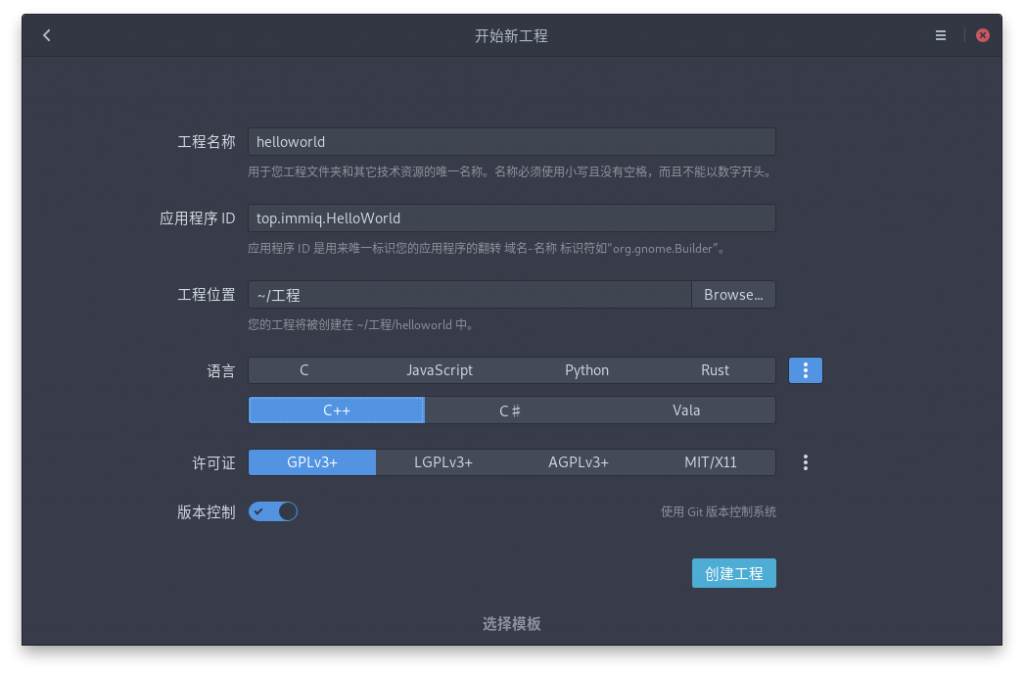 开始新工程
工程名称 helloworld
用于您工程文件夹和其它技术资源的唯一名称。名称必须使用小写且没有空格，而且不能以数字开头。
应用程序 ID top.immiq.HelloWorld
应用程序 ID 是用来唯一标识您的应用程序的翻转 域名-名称 标识符如“org.gnome.Builder”。
工程位置 ~/工程 Browse...
您的工程将被创建在 ~/工程/helloworld 中。
语言 C JavaScript Python Rust
C++ C♯ Vala
许可证 GPLv3+ LGPLv3+ AGPLv3+ MIT/X11
版本控制 使用 Git 版本控制系统
创建工程
选择模板